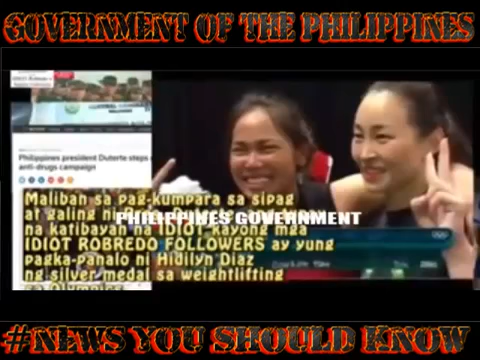 GOVERNMENT OF THE PHILIPPINES
Philippines president Duterte steps
anti-drugs campaign
Maliban sa pag-kumpara sa sipag
at galing ni
PHILIPPINES GOVERNMENT
na katibayan na IDIOT kayong mga
IDIOT ROBREDO FOLLOWERS ay yung
pagka-panalo ni Hidilyn Diaz
ng silver medal sa weightlifting
sa Olympics
#NEWS YOU SHOULD KNOW